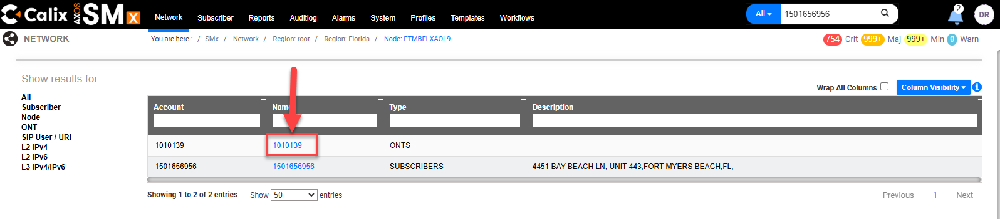 Calix AXOS SMx Network Subscriber Reports Auditlog Alarms System Profiles Templates Workflows All 1501656956 2 DR
NETWORK You are here : / SMx / Network / Region: root / Region: Florida / Node: FTMBFLXAOL9 754 Crit 999+ Maj 999+ Min 0 Warn
Show results for
All
Subscriber
Node
ONT
SIP User / URI
L2 IPv4
L2 IPv6
L3 IPv4/IPv6
Wrap All Columns Column Visibility
Account Name Type Description
1010139 1010139 ONTS
1501656956 1501656956 SUBSCRIBERS 4451 BAY BEACH LN, UNIT 443,FORT MYERS BEACH,FL,
Showing 1 to 2 of 2 entries Show 50 entries Previous 1 Next